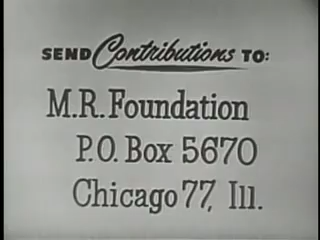 SEND Contributions TO:
M.R. Foundation
P.O. Box 5670
Chicago 77, Ill.